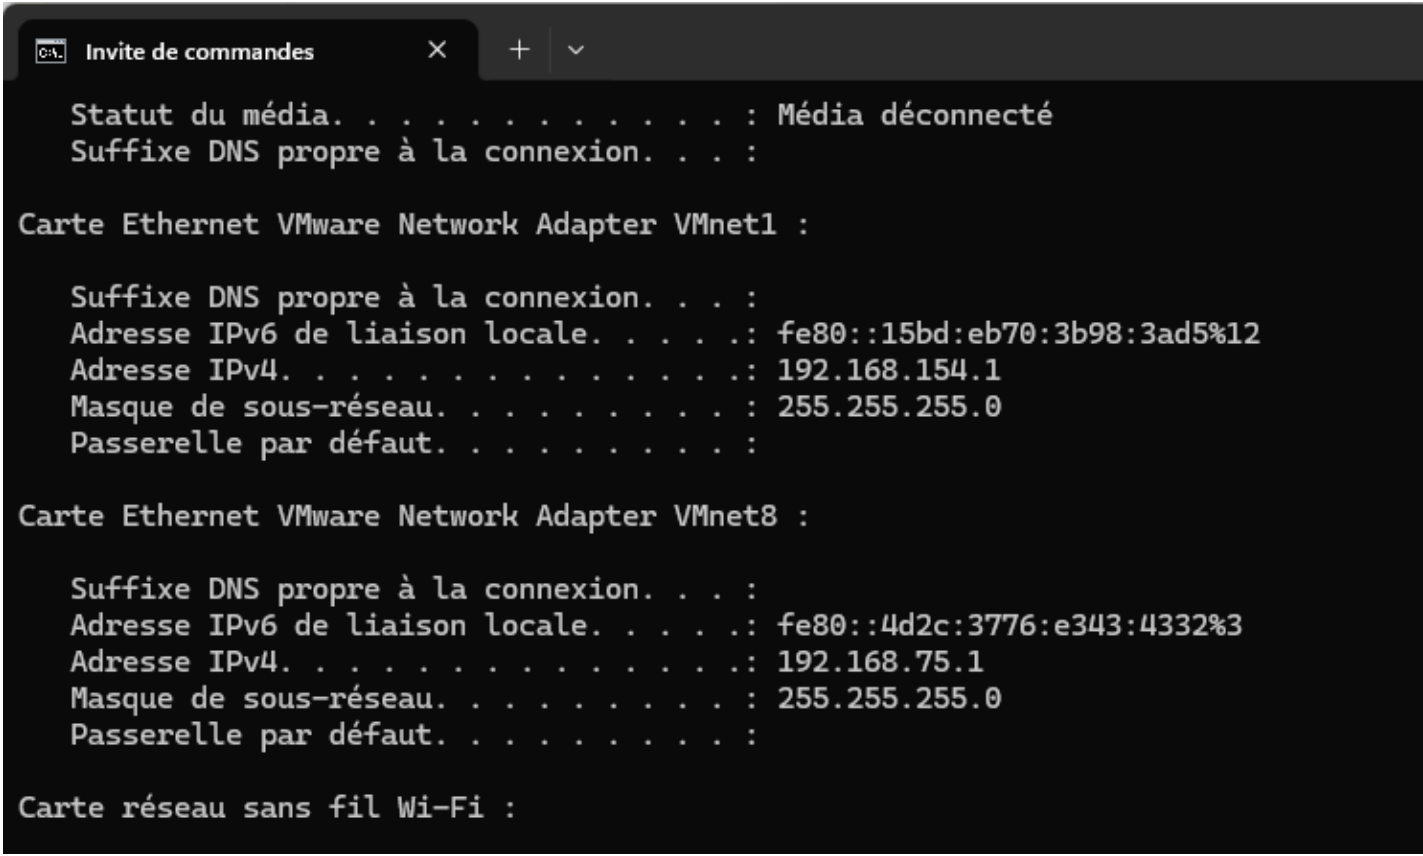 Invite de commandes
Statut du média. . . . . . . . . . . . : Média déconnecté
Suffixe DNS propre à la connexion. . . :
Carte Ethernet VMware Network Adapter VMnet1 :
Suffixe DNS propre à la connexion. . . :
Adresse IPv6 de liaison locale. . . . .: fe80::15bd:eb70:3b98:3ad5%12
Adresse IPv4. . . . . . . . . . . . . .: 192.168.154.1
Masque de sous-réseau. . . . . . . . . : 255.255.255.0
Passerelle par défaut. . . . . . . . . :
Carte Ethernet VMware Network Adapter VMnet8 :
Suffixe DNS propre à la connexion. . . :
Adresse IPv6 de liaison locale. . . . .: fe80::4d2c:3776:e343:4332%3
Adresse IPv4. . . . . . . . . . . . . .: 192.168.75.1
Masque de sous-réseau. . . . . . . . . : 255.255.255.0
Passerelle par défaut. . . . . . . . . :
Carte réseau sans fil Wi-Fi :